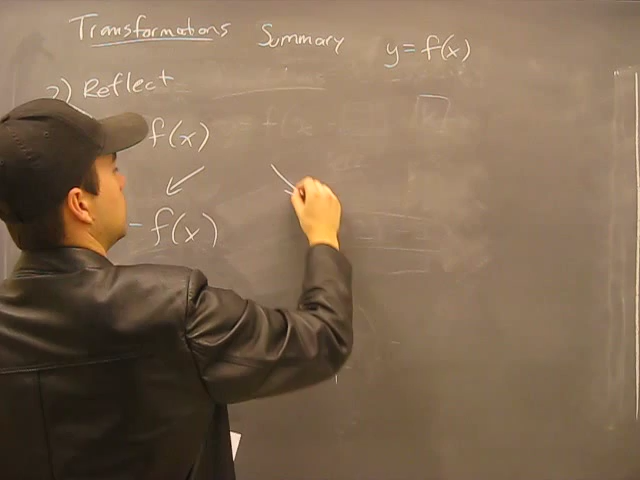 Transformations Summary y = f(x)
2) Reflect
f(x)
- f(x)